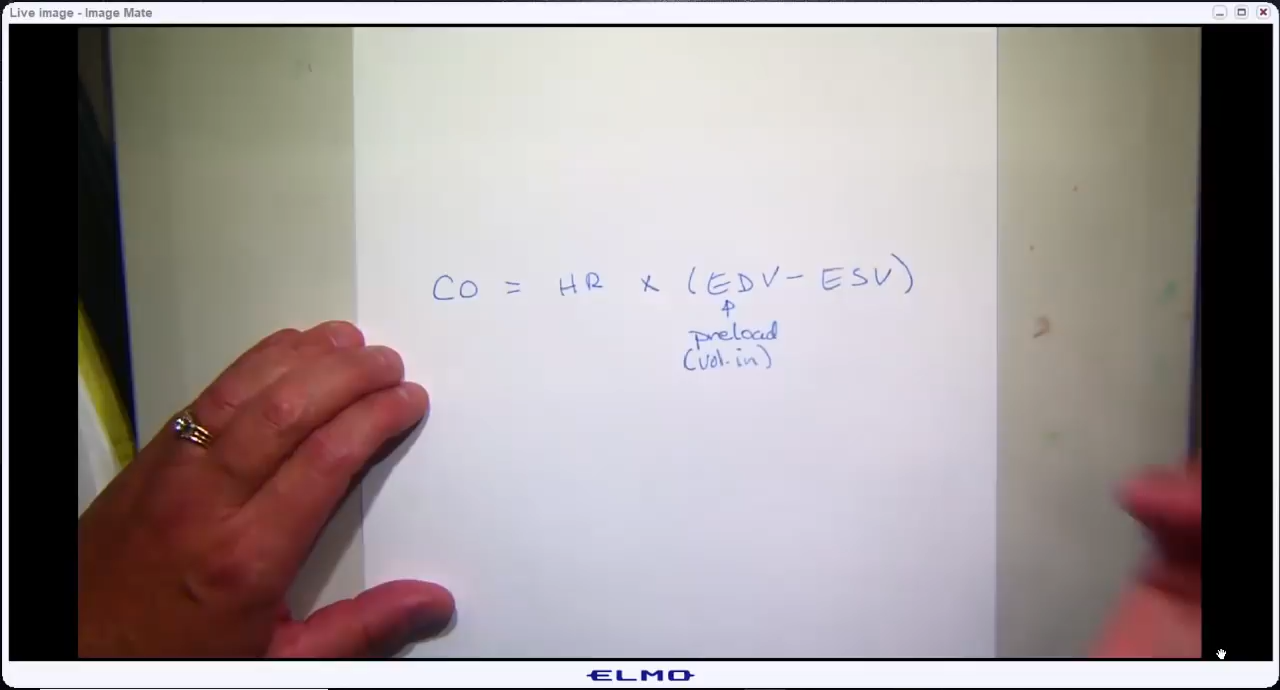 Live image - Image Mate
CO = HR x (EDV - ESV)
↑
preload
(vol. in)
ELMO